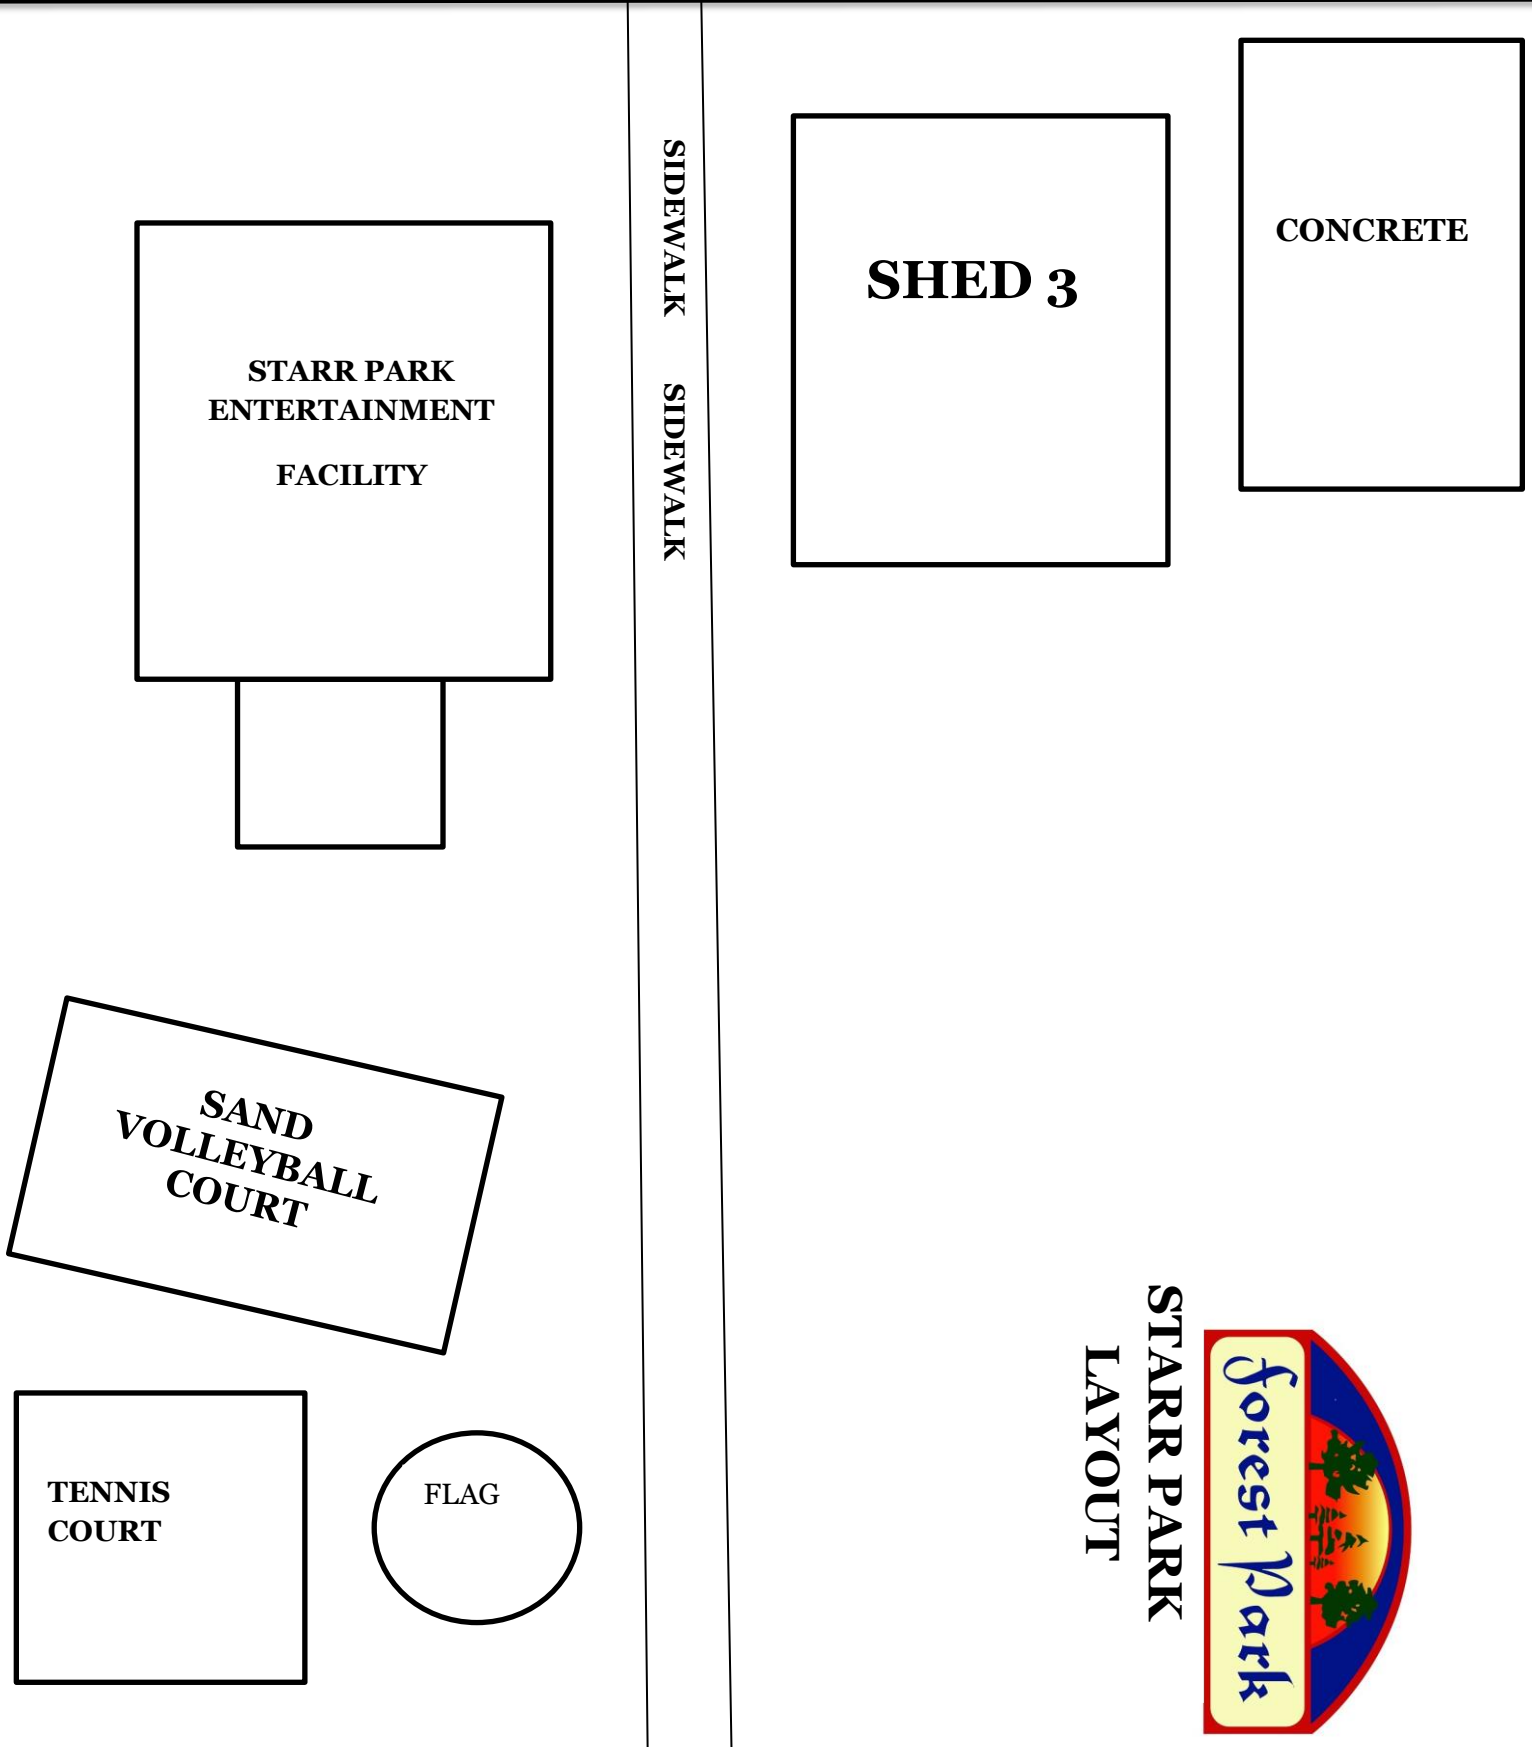 SIDEWALK
SIDEWALK
SHED 3
CONCRETE
STARR PARK
ENTERTAINMENT
FACILITY
SAND
VOLLEYBALL
COURT
TENNIS
COURT
FLAG
STARR PARK
LAYOUT
forest Park